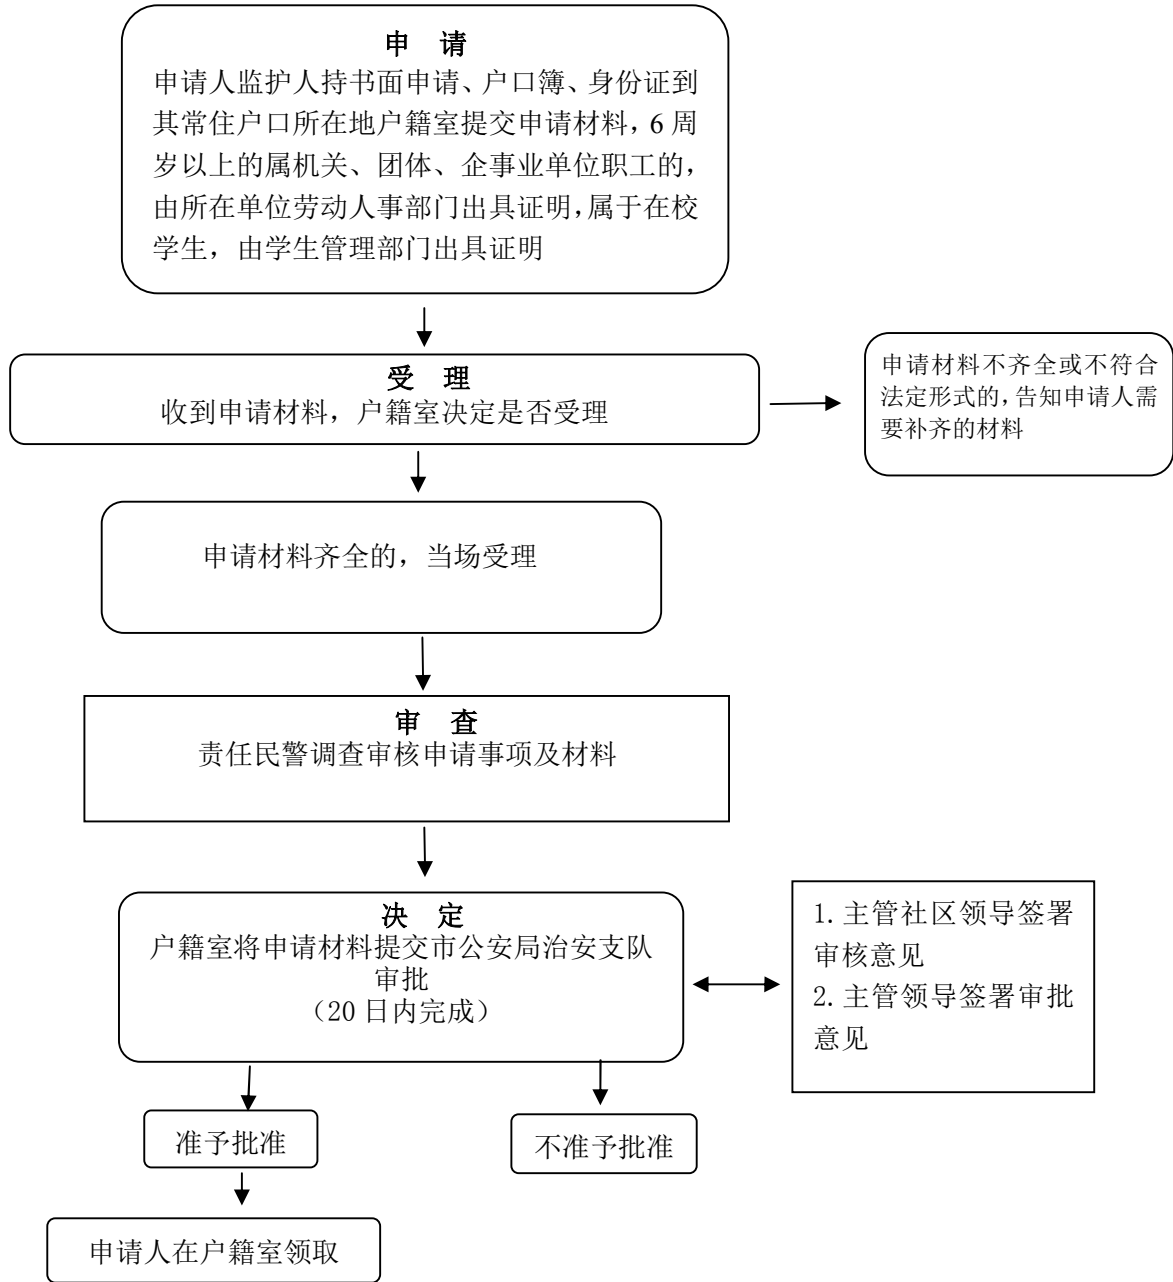 申 请
申请人监护人持书面申请、户口簿、身份证到
其常住户口所在地户籍室提交申请材料，6 周
岁以上的属机关、团体、企事业单位职工的，
由所在单位劳动人事部门出具证明，属于在校
学生，由学生管理部门出具证明
受 理
收到申请材料，户籍室决定是否受理
申请材料不齐全或不符合
法定形式的，告知申请人需
要补齐的材料
申请材料齐全的，当场受理
审 查
责任民警调查审核申请事项及材料
决 定
户籍室将申请材料提交市公安局治安支队
审批
（20 日内完成）
1.主管社区领导签署
审核意见
2.主管领导签署审批
意见
准予批准
不准予批准
申请人在户籍室领取